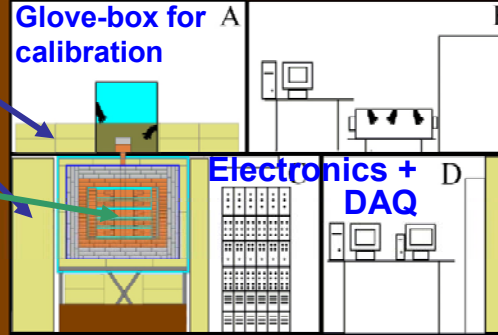 Glove-box for
calibration
A
Electronics +
DAQ
C
D